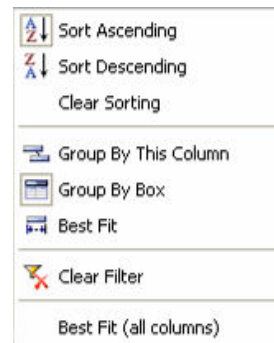 Sort Ascending
Sort Descending
Clear Sorting
Group By This Column
Group By Box
Best Fit
Clear Filter
Best Fit (all columns)